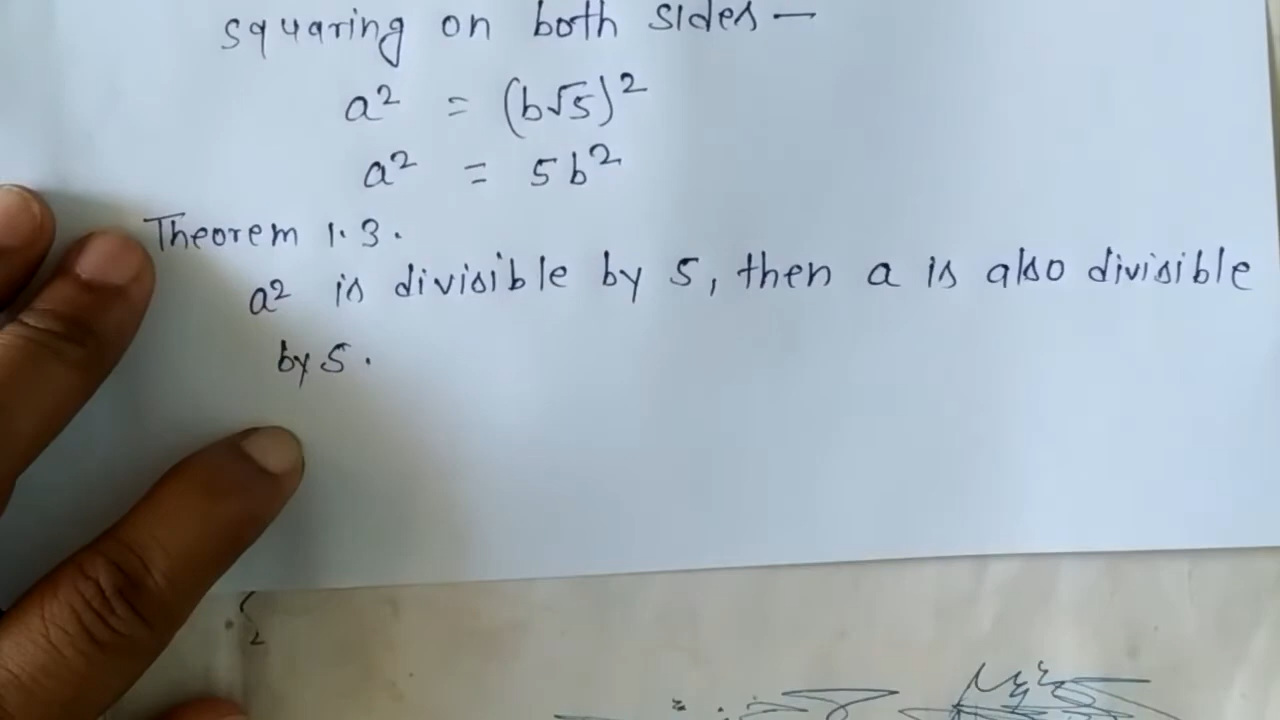 squaring on both sides —
a² = (b√5)²
a² = 5b²
Theorem 1.3.
a² is divisible by 5, then a is also divisible
by 5.